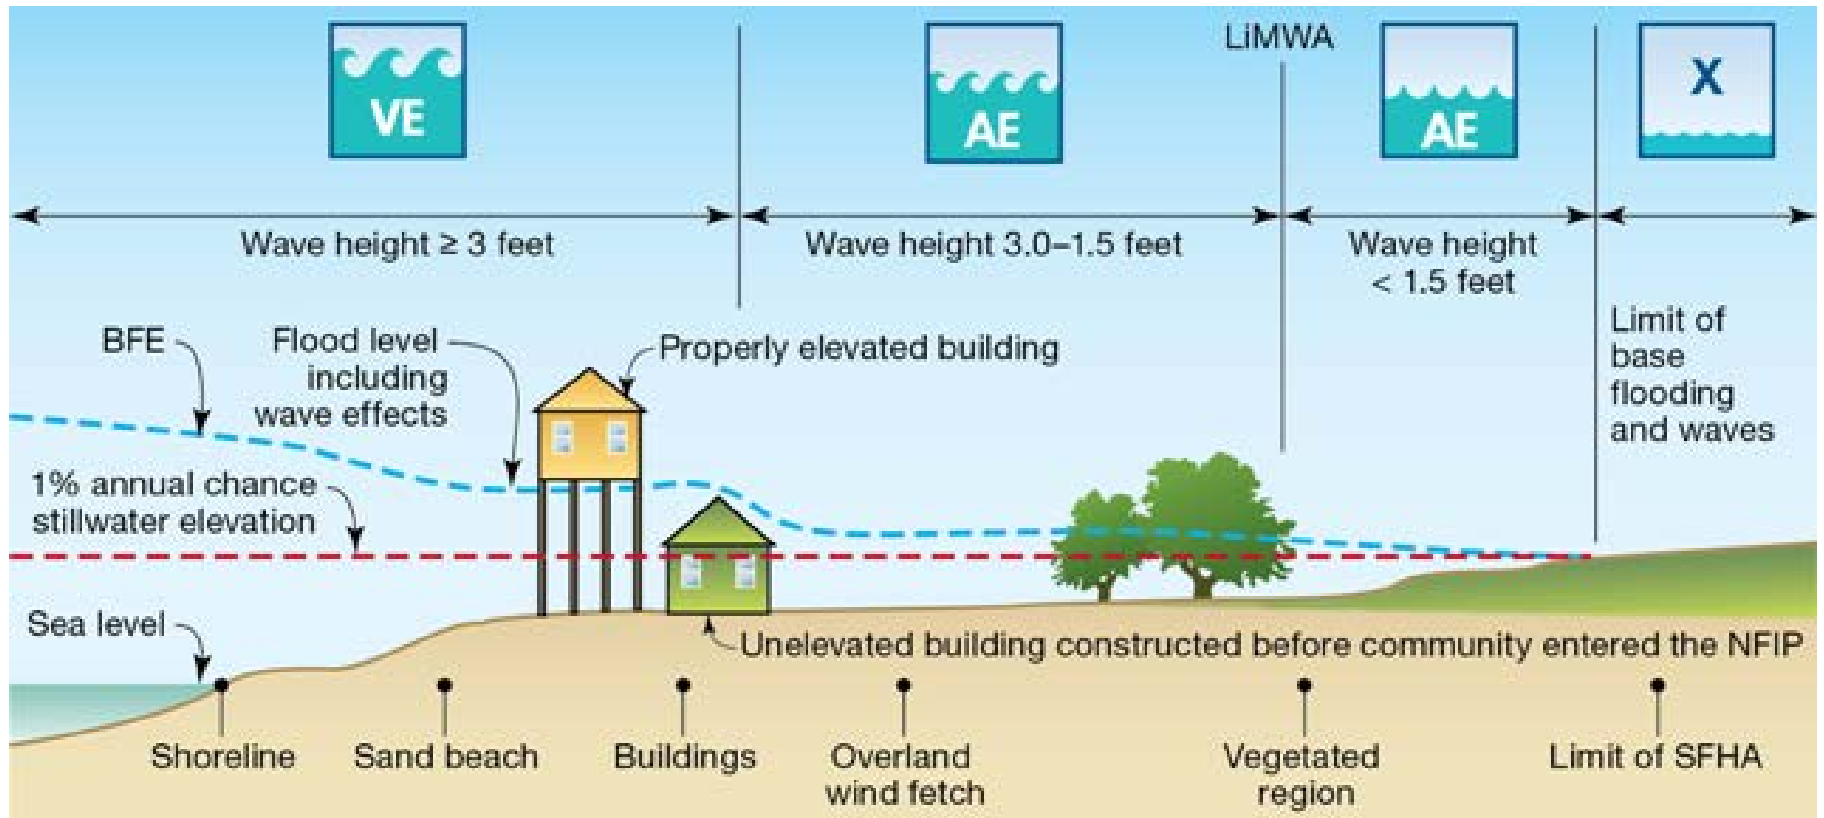 VE
AE
LiMWA
AE
X
Wave height ≥ 3 feet
Wave height 3.0–1.5 feet
Wave height
< 1.5 feet
BFE
Flood level
including
wave effects
Properly elevated building
Limit of
base
flooding
and waves
1% annual chance
stillwater elevation
Sea level
Unelevated building constructed before community entered the NFIP
Shoreline
Sand beach
Buildings
Overland
wind fetch
Vegetated
region
Limit of SFHA